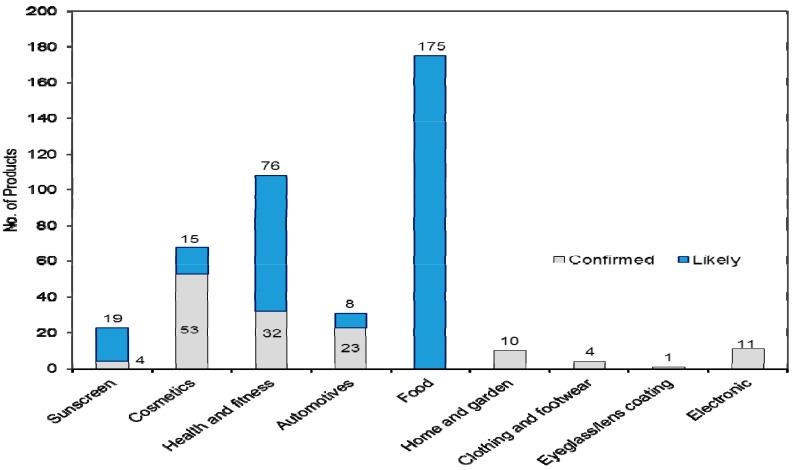 No. of Products
200
180
160
140
120
100
80
60
40
20
0
19
4
15
53
76
32
8
23
175
10
4
1
11
Confirmed
Likely
Sunscreen
Cosmetics
Health and fitness
Automotives
Food
Home and garden
Clothing and footwear
Eyeglass/lens coating
Electronic